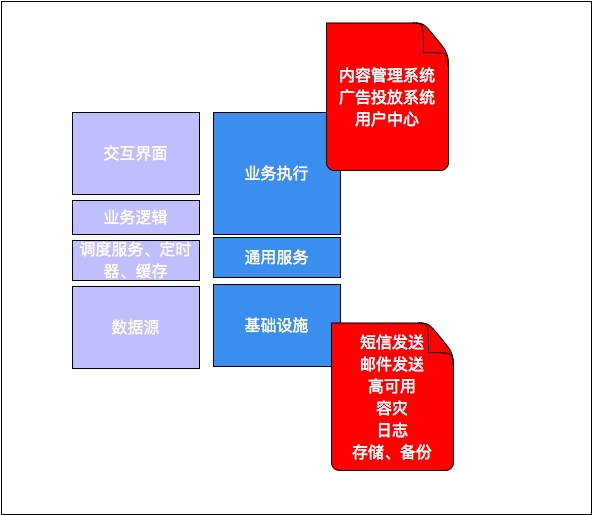 内容管理系统
广告投放系统
用户中心
交互界面
业务执行
业务逻辑
调度服务、定时
器、缓存
通用服务
数据源
基础设施
短信发送
邮件发送
高可用
容灾
日志
存储、备份